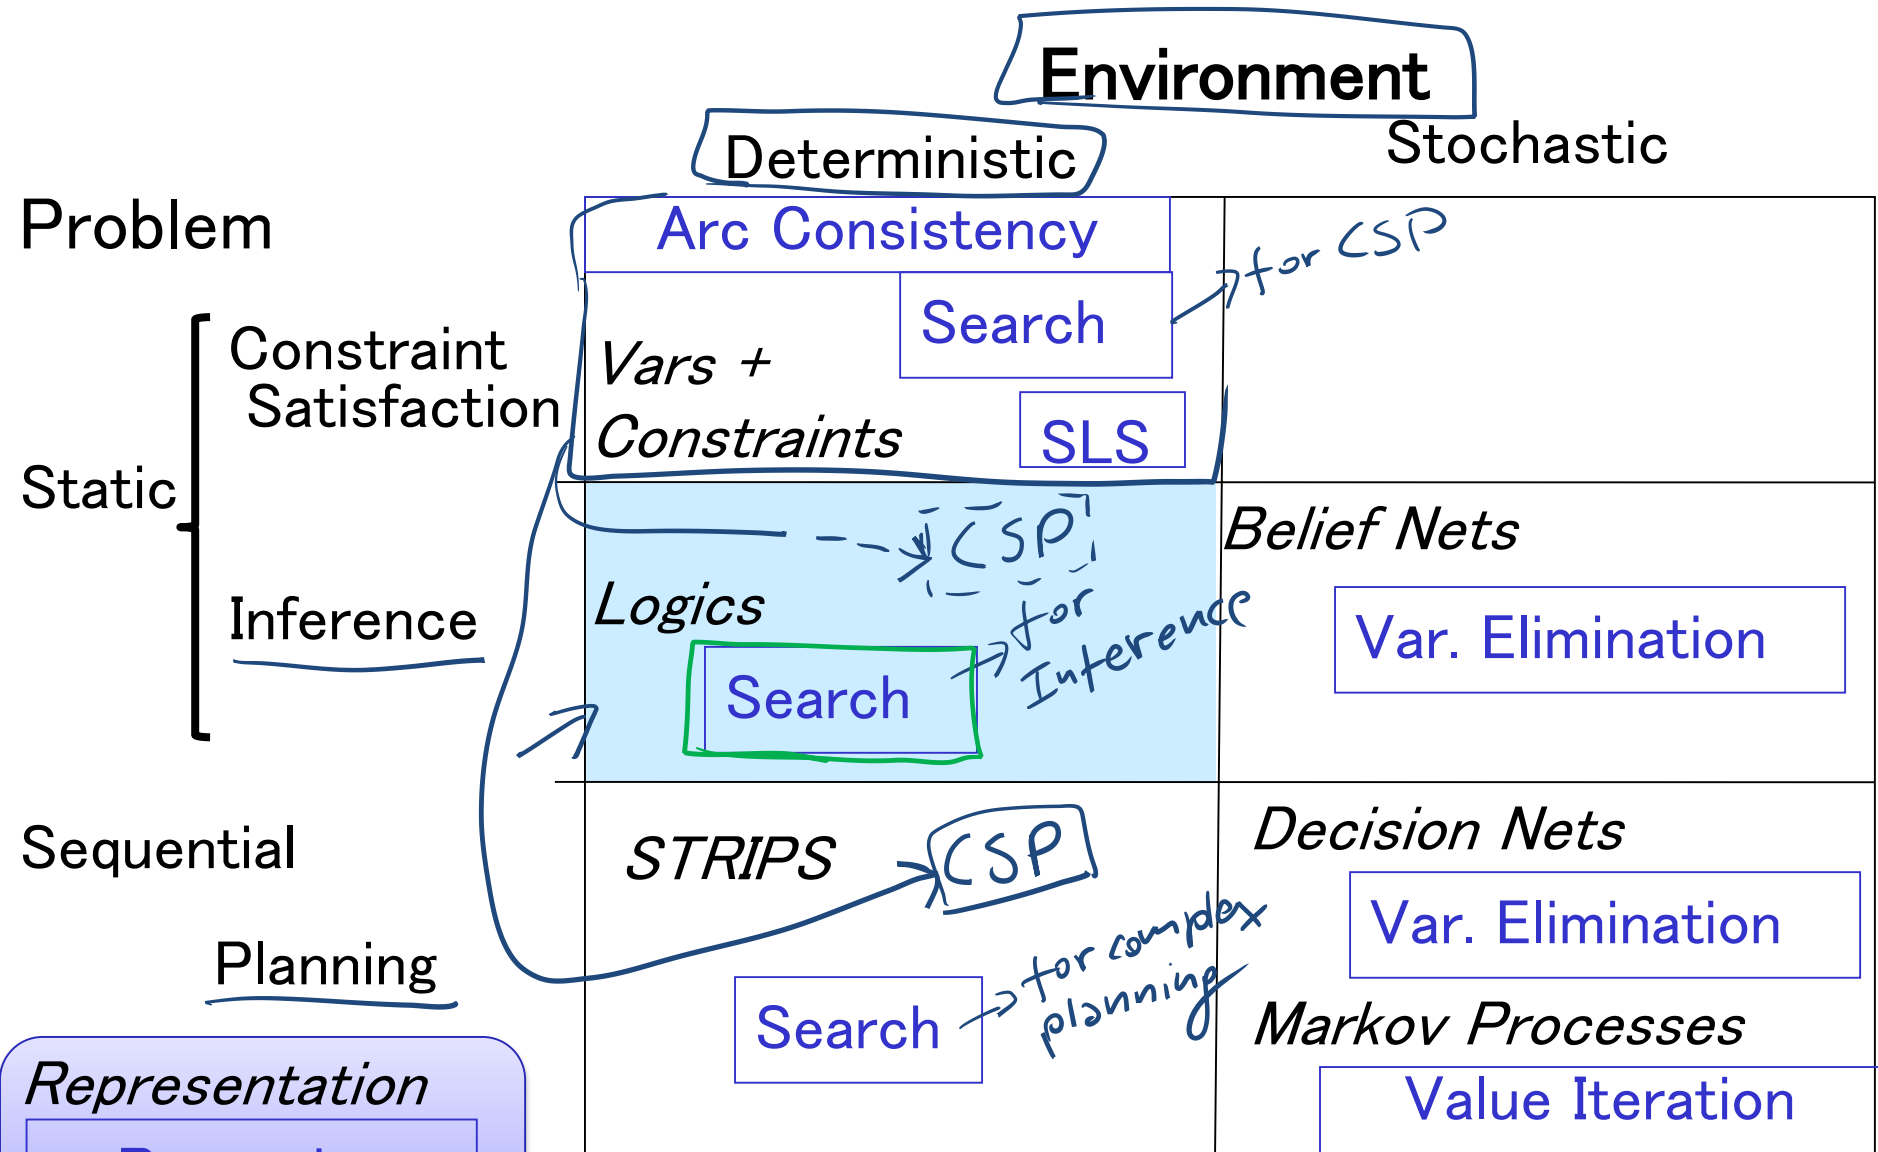 Environment
Deterministic
Stochastic
Problem
Arc Consistency
for CSP
Search
Constraint
Satisfaction
Vars +
Constraints
SLS
Static
CSP
Belief Nets
Inference
Logics
for
Inference
Search
Var. Elimination
Sequential
STRIPS
CSP
Decision Nets
Var. Elimination
Planning
for complex
planning
Search
Markov Processes
Representation
Value Iteration